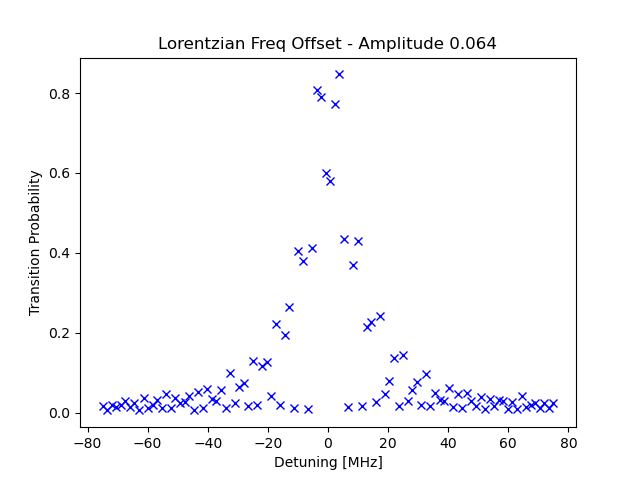 Lorentzian Freq Offset - Amplitude 0.064
Transition Probability
0.8
0.6
0.4
0.2
0.0
−80 −60 −40 −20 0 20 40 60 80
Detuning [MHz]